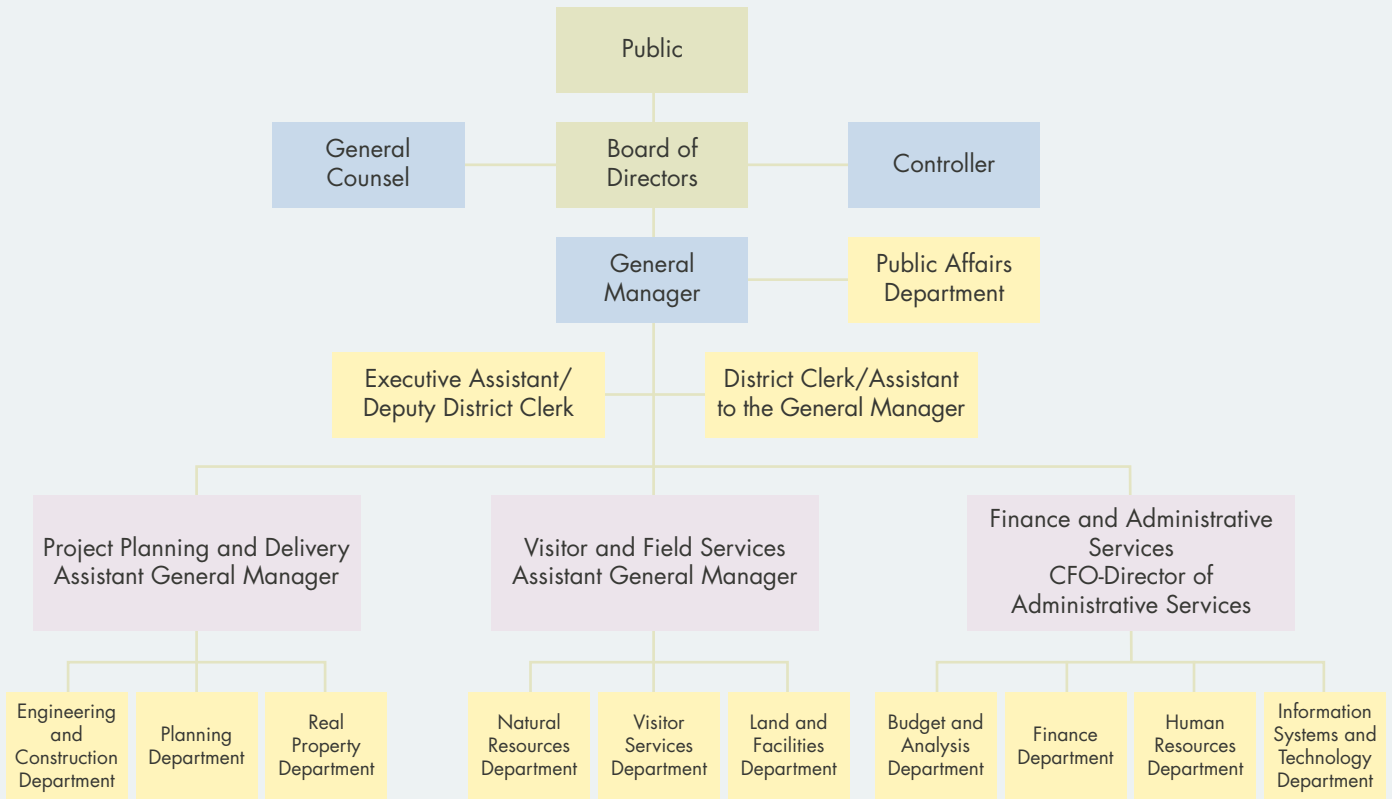 Public
General
Counsel
Board of
Directors
Controller
General
Manager
Public Affairs
Department
Executive Assistant/
Deputy District Clerk
District Clerk/Assistant
to the General Manager
Project Planning and Delivery
Assistant General Manager
Visitor and Field Services
Assistant General Manager
Finance and Administrative
Services
CFO-Director of
Administrative Services
Engineering
and
Construction
Department
Planning
Department
Real
Property
Department
Natural
Resources
Department
Visitor
Services
Department
Land and
Facilities
Department
Budget and
Analysis
Department
Finance
Department
Human
Resources
Department
Information
Systems and
Technology
Department